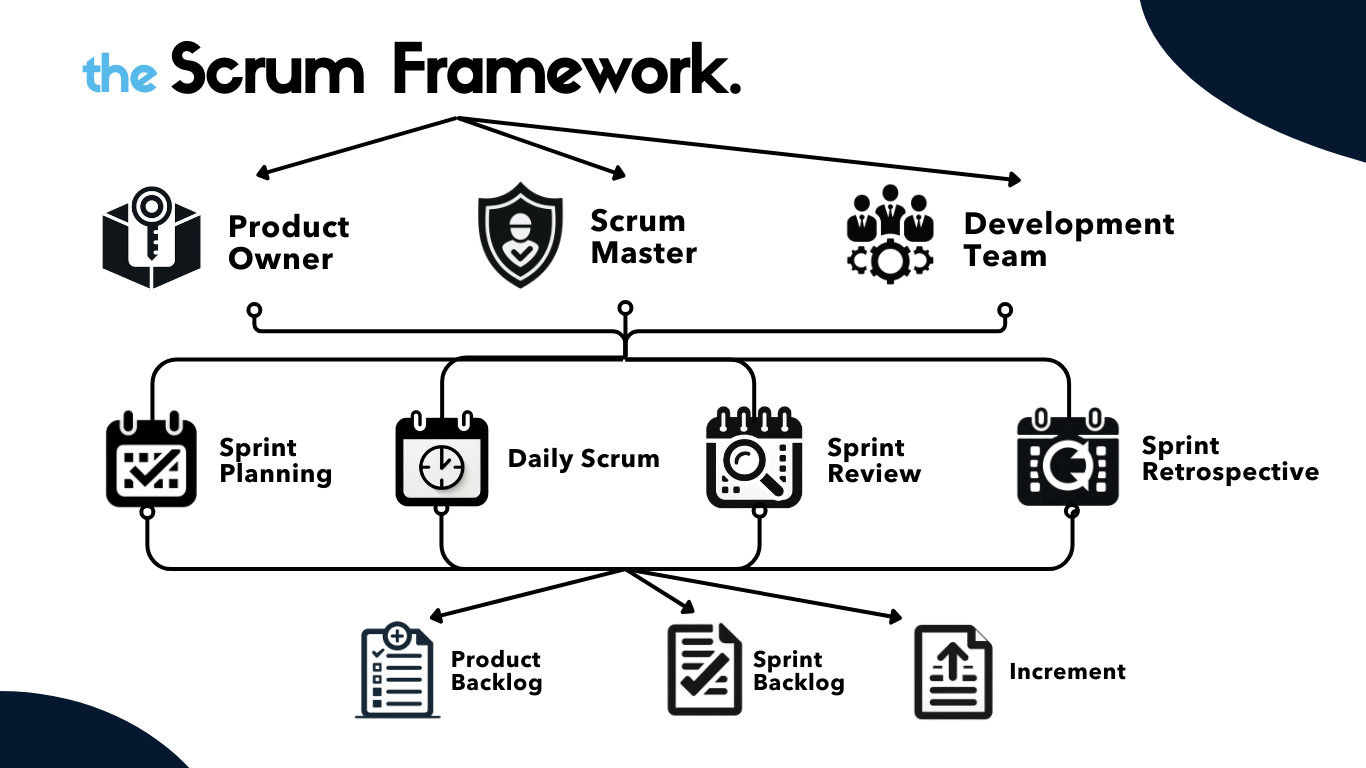 the Scrum Framework.
Product
Owner
Scrum
Master
Development
Team
Sprint
Planning
Daily Scrum
Sprint
Review
Sprint
Retrospective
Product
Backlog
Sprint
Backlog
Increment